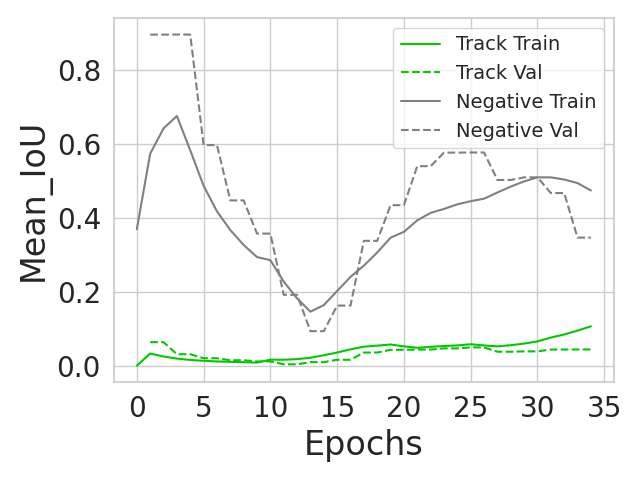 Track Train
Track Val
Negative Train
Negative Val
Mean_IoU
0.8
0.6
0.4
0.2
0.0
0 5 10 15 20 25 30 35
Epochs